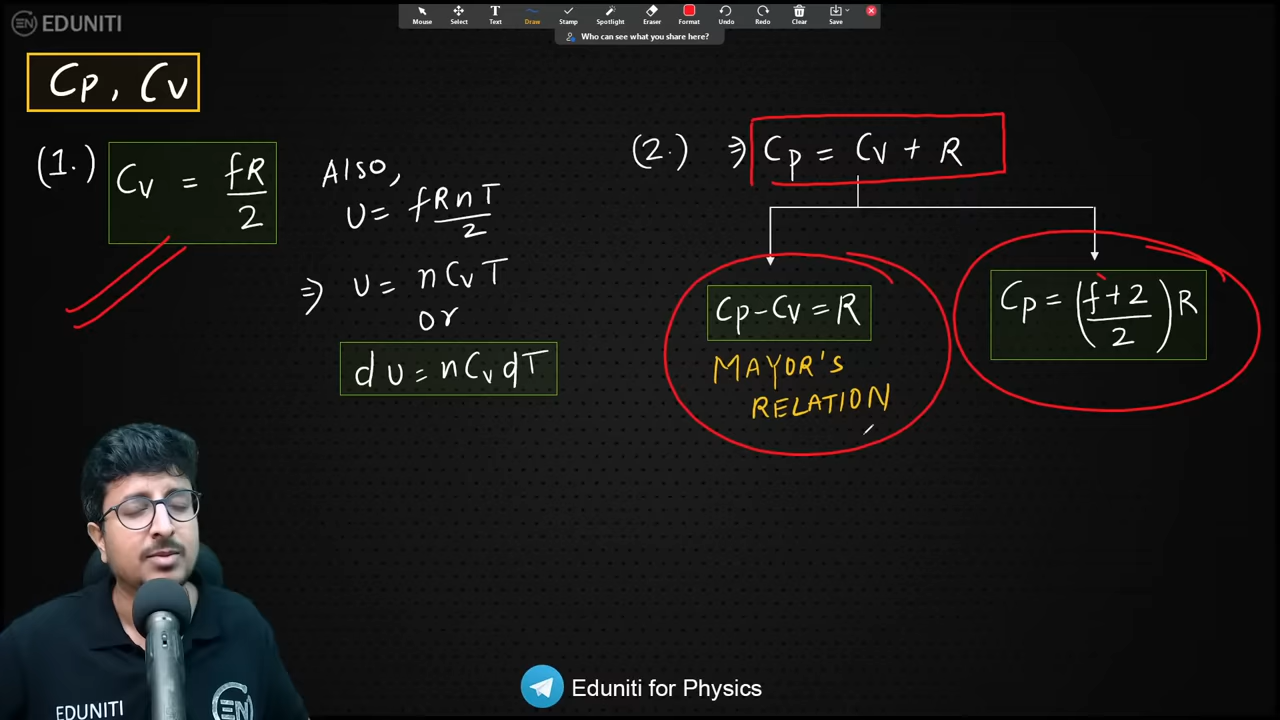 EDUNITI
Mouse Select Text Draw Stamp Spotlight Eraser Format Undo Redo Clear Save
Who can see what you share here?
Cp, Cv
(1.) Cv = fR/2
Also,
U = fRnT/2
⇒ U = nCvT
or
dU = nCvdT
(2.) ⇒ Cp = Cv + R
Cp-Cv = R
MAYOR'S
RELATION
Cp = (f+2/2)R
EDUNITI
EN
Eduniti for Physics